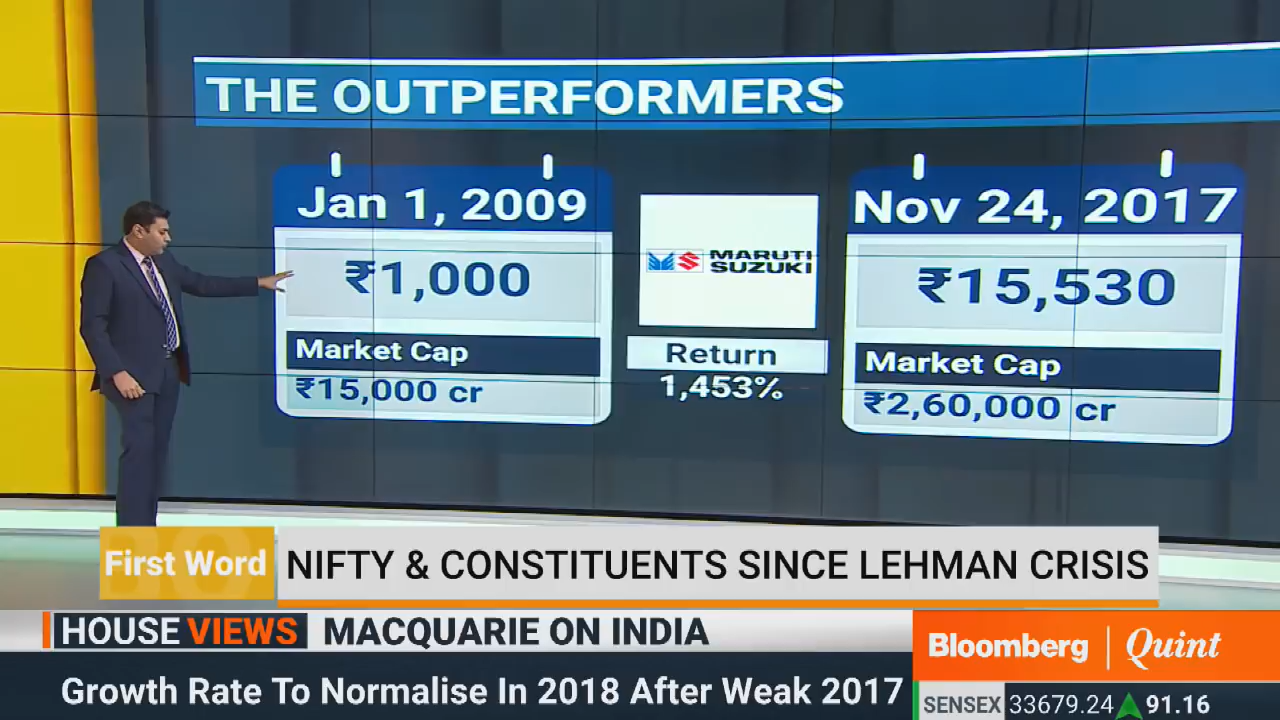 THE OUTPERFORMERS
Jan 1, 2009
₹1,000
Market Cap
₹15,000 cr
MARUTI
SUZUKI
Return
1,453%
Nov 24, 2017
₹15,530
Market Cap
₹2,60,000 cr
First Word
NIFTY & CONSTITUENTS SINCE LEHMAN CRISIS
HOUSE VIEWS MACQUARIE ON INDIA
Growth Rate To Normalise In 2018 After Weak 2017
Bloomberg | Quint
SENSEX 33679.24 ▲ 91.16